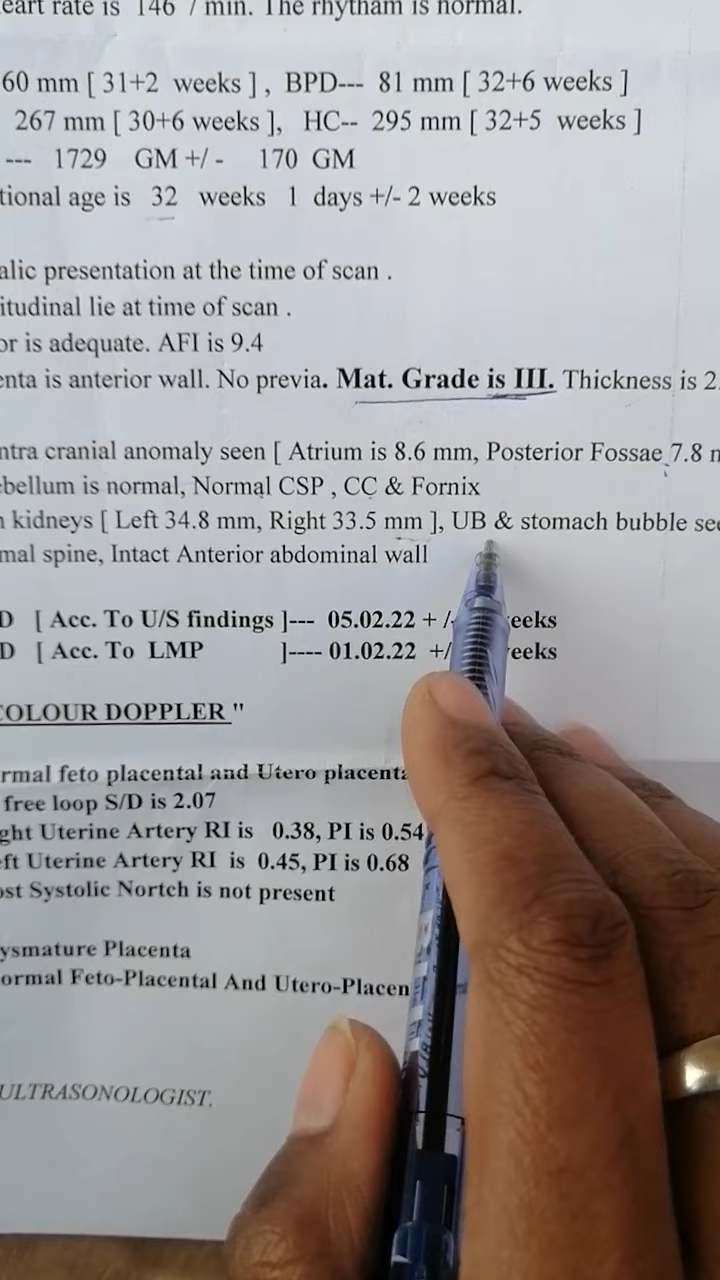 eart rate is 146 / min. The rhytham is normal.
60 mm [ 31+2 weeks ] , BPD--- 81 mm [ 32+6 weeks ]
267 mm [ 30+6 weeks ], HC-- 295 mm [ 32+5 weeks ]
--- 1729 GM +/- 170 GM
tional age is 32 weeks 1 days +/- 2 weeks
alic presentation at the time of scan .
itudinal lie at time of scan .
or is adequate. AFI is 9.4
enta is anterior wall. No previa. Mat. Grade is III. Thickness is 2.
ntra cranial anomaly seen [ Atrium is 8.6 mm, Posterior Fossae 7.8 m
ebellum is normal, Normal CSP , CC & Fornix
kidneys [ Left 34.8 mm, Right 33.5 mm ], UB & stomach bubble see
mal spine, Intact Anterior abdominal wall
D [ Acc. To U/S findings ]--- 05.02.22 + /- eeks
D [ Acc. To LMP ]---- 01.02.22 +/ eeks
COLOUR DOPPLER "
rmal feto placental and Utero placenta
free loop S/D is 2.07
ght Uterine Artery RI is 0.38, PI is 0.54
eft Uterine Artery RI is 0.45, PI is 0.68
ost Systolic Nortch is not present
ysmature Placenta
ormal Feto-Placental And Utero-Placen
ULTRASONOLOGIST.